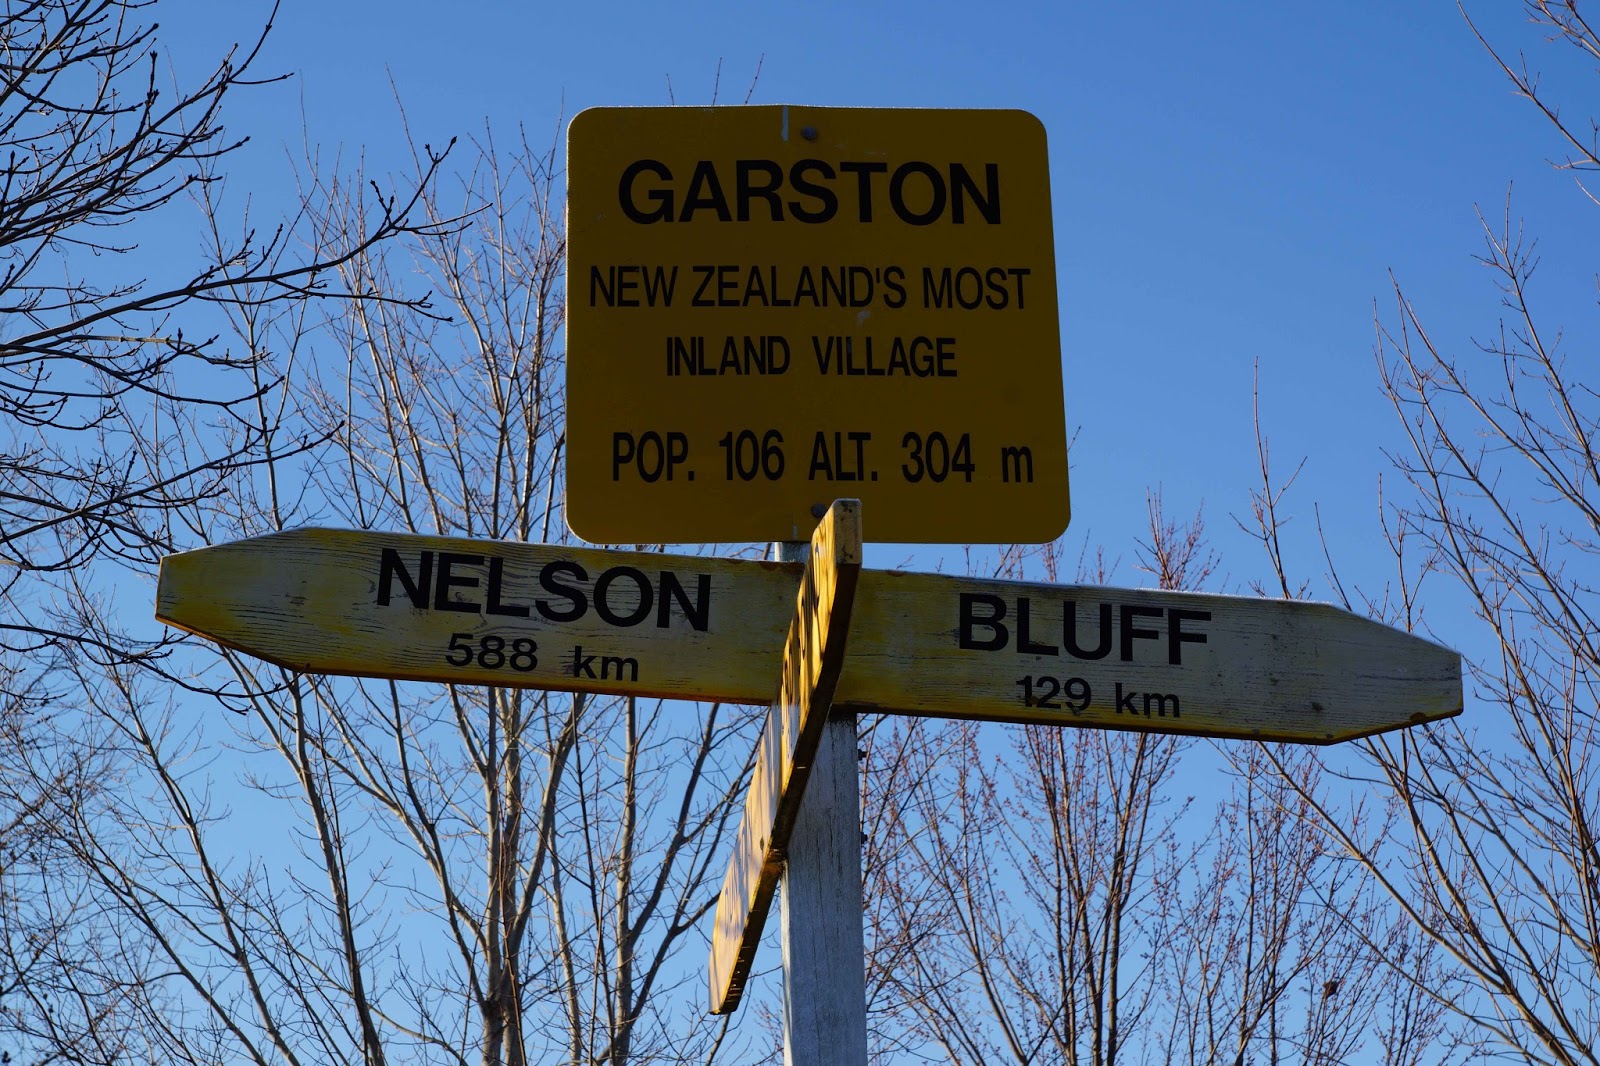 GARSTON
NEW ZEALAND'S MOST
INLAND VILLAGE
POP. 106 ALT. 304 m
NELSON
588 km
BLUFF
129 km